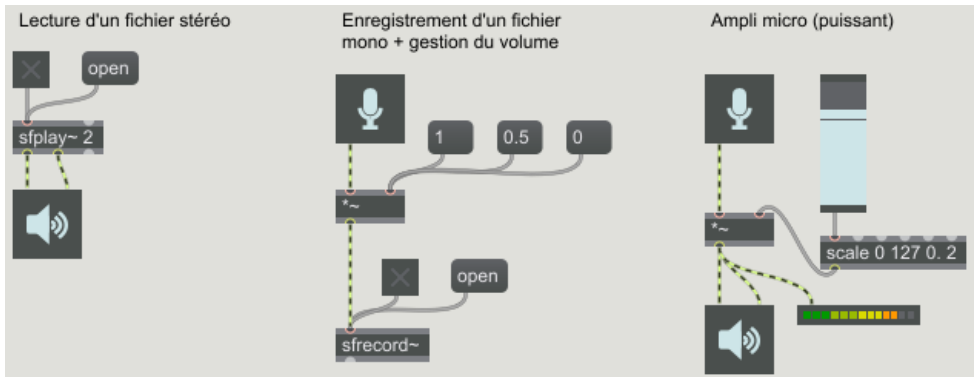 Lecture d'un fichier stéréo
open
sfplay~ 2
Enregistrement d'un fichier
mono + gestion du volume
1
0.5
0
*~
open
sfrecord~
Ampli micro (puissant)
*~
scale 0 127 0. 2